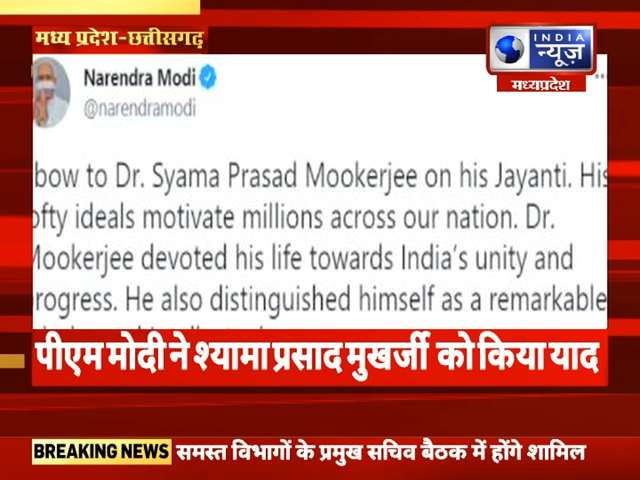 मध्य प्रदेश-छत्तीसगढ़
INDIA
न्यूज़
मध्यप्रदेश
Narendra Modi
@narendramodi
bow to Dr. Syama Prasad Mookerjee on his Jayanti. His
ofty ideals motivate millions across our nation. Dr.
Mookerjee devoted his life towards India's unity and
rogress. He also distinguished himself as a remarkable
पीएम मोदी ने श्यामा प्रसाद मुखर्जी को किया याद
BREAKING NEWS समस्त विभागों के प्रमुख सचिव बैठक में होंगे शामिल